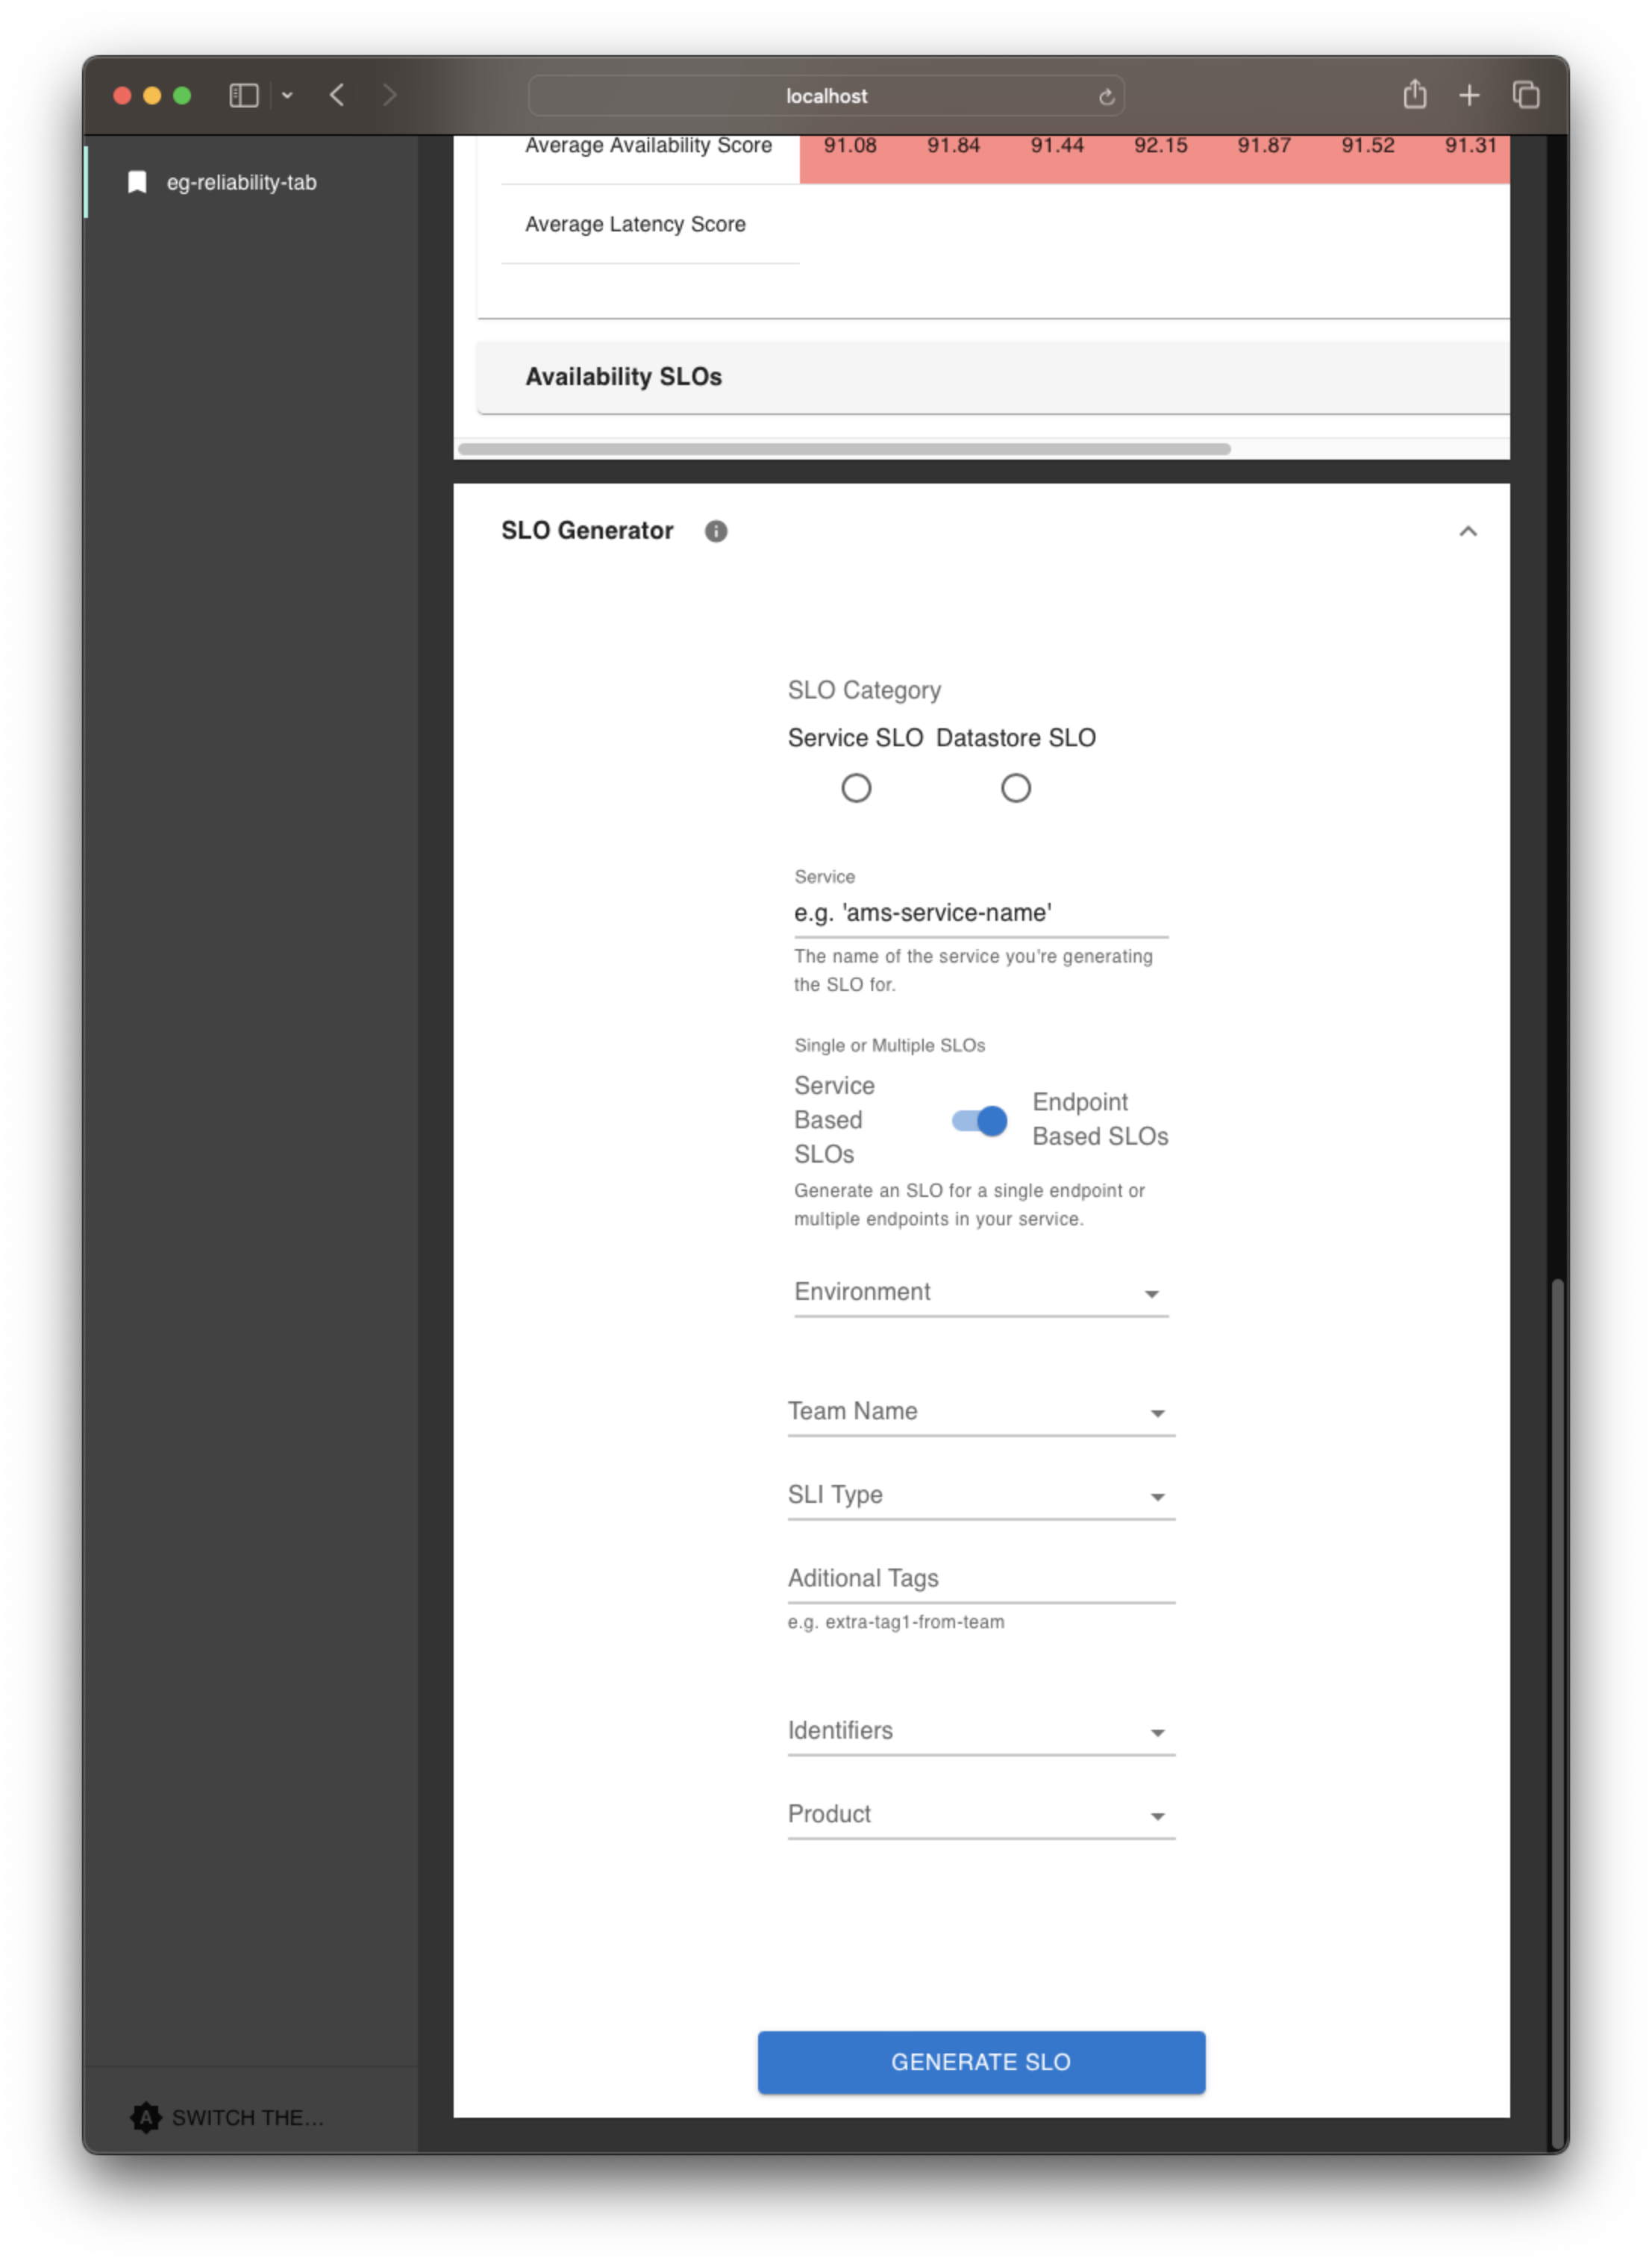 localhost
eg-reliability-tab
Average Availability Score 91.08 91.84 91.44 92.15 91.87 91.52 91.31
Average Latency Score
Availability SLOs
SLO Generator
SLO Category
Service SLO Datastore SLO
Service
e.g. 'ams-service-name'
The name of the service you're generating
the SLO for.
Single or Multiple SLOs
Service
Based
SLOs
Endpoint
Based SLOs
Generate an SLO for a single endpoint or
multiple endpoints in your service.
Environment
Team Name
SLI Type
Aditional Tags
e.g. extra-tag1-from-team
Identifiers
Product
GENERATE SLO
A SWITCH THE...